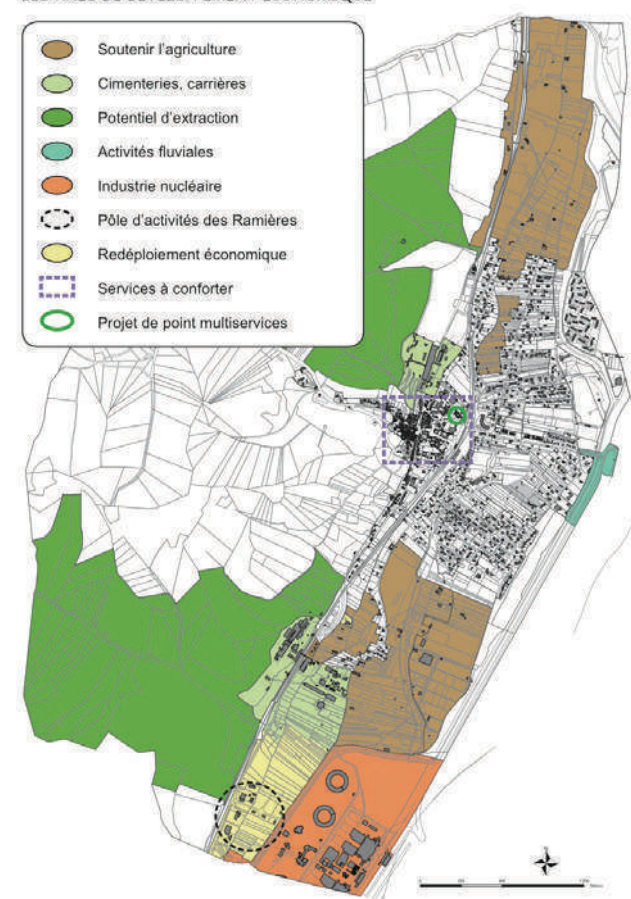 Soutenir l'agriculture
Cimenteries, carrières
Potentiel d'extraction
Activités fluviales
Industrie nucléaire
Pôle d'activités des Ramières
Redéploiement économique
Services à conforter
Projet de point multiservices